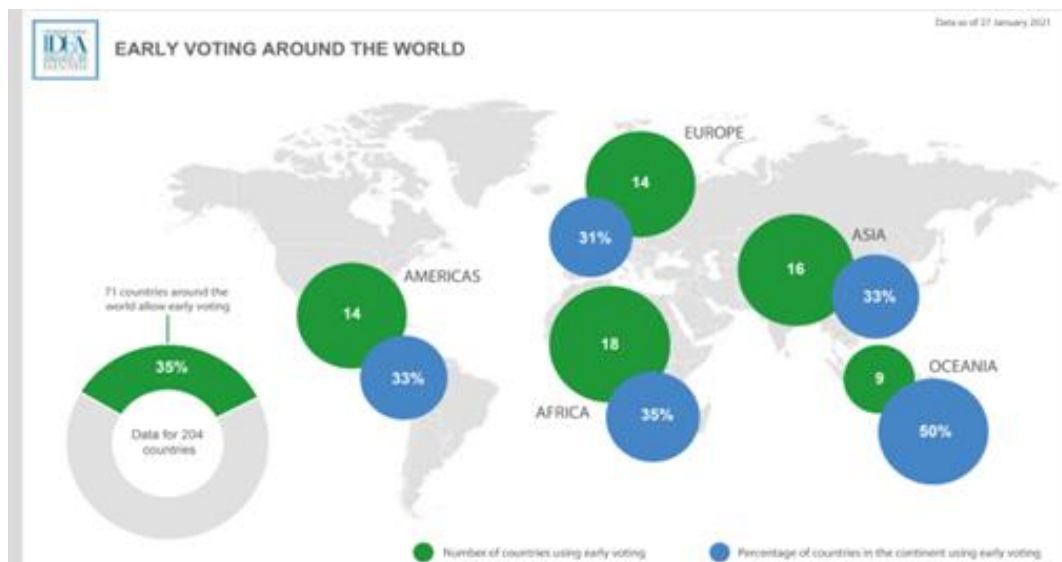 Data as of 27 January 2021
IDEA
EARLY VOTING AROUND THE WORLD
EUROPE
14
31%
ASIA
16
33%
AMERICAS
14
33%
71 countries around the
world allow early voting
35%
Data for 204
countries
18
AFRICA
35%
OCEANIA
9
50%
Number of countries using early voting
Percentage of countries in the continent using early voting